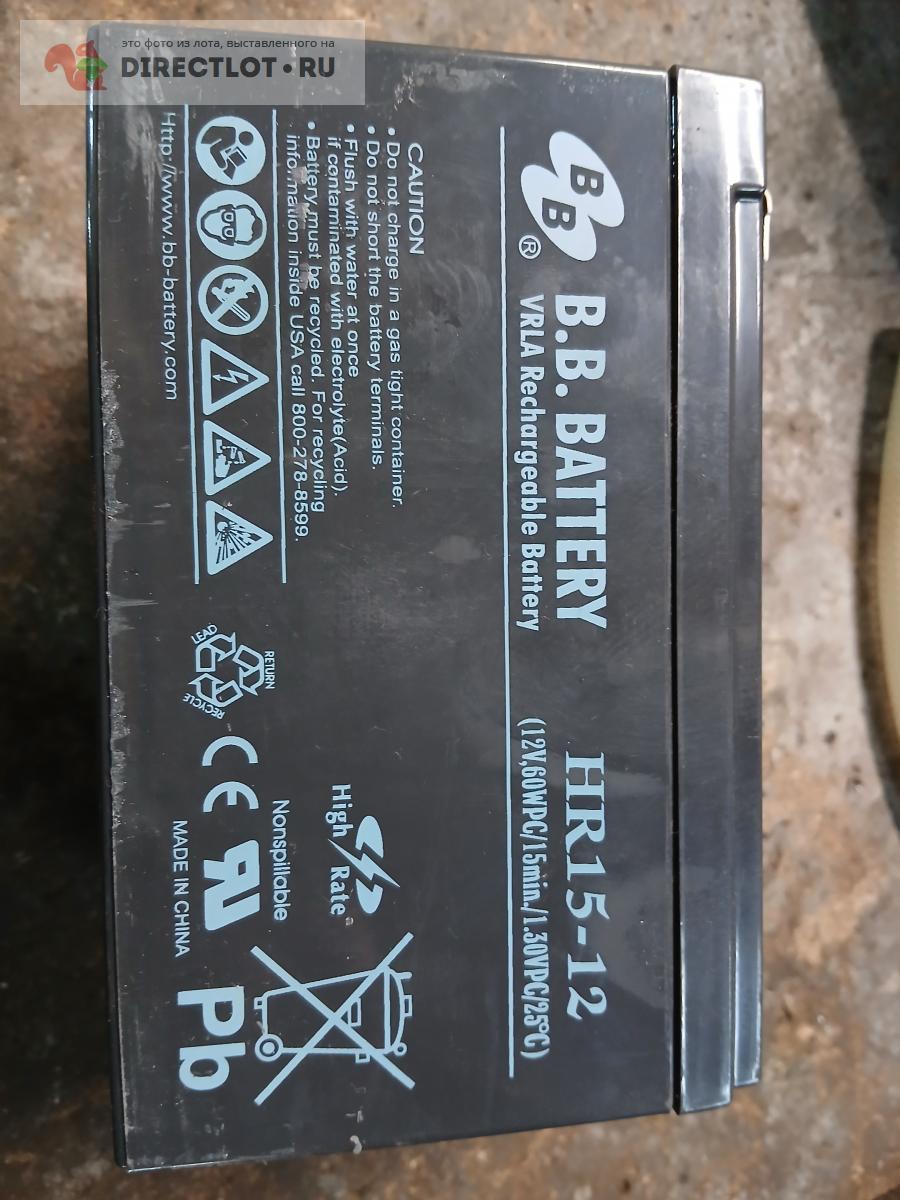 это фото из лота, выставленного на
DIRECTLOT.RU
BB®
B.B. BATTERY
VRLA Rechargeable Battery
HR15-12
(12V,60WPC/15min./1.30VPC/25°C)
CAUTION
• Do not charge in a gas tight container.
• Do not short the battery terminals.
• Flush with water at once
if contaminated with electrolyte(Acid).
• Battery must be recycled. For recycling
information inside USA call 800-278-8599.
Http://www.bb-battery.com
High Rate
Nonspillable
RETURN
RECYCLE
LEAD
CE
MADE IN CHINA
Pb